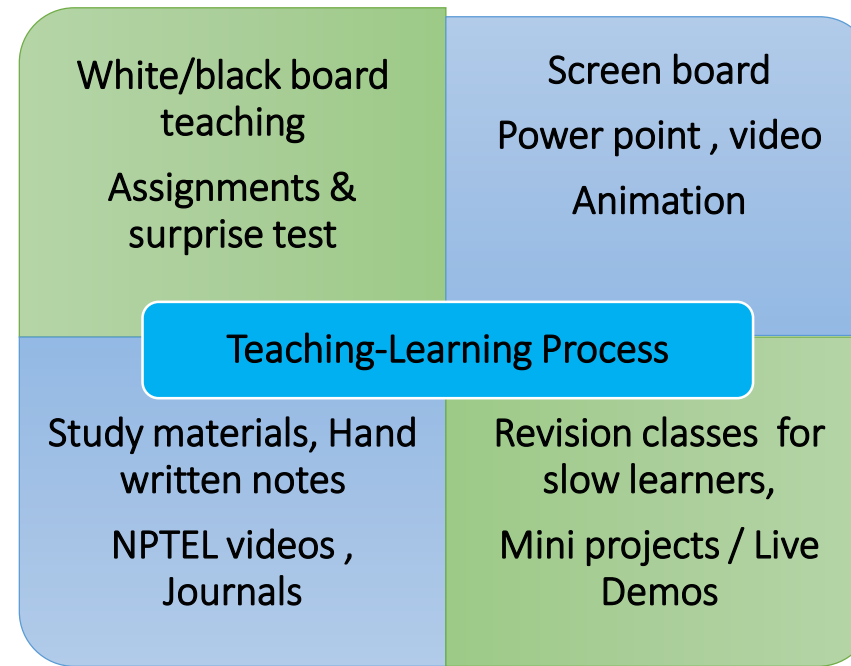 White/black board
teaching
Assignments &
surprise test
Screen board
Power point , video
Animation
Teaching-Learning Process
Study materials, Hand
written notes
NPTEL videos ,
Journals
Revision classes  for
slow learners,
Mini projects / Live
Demos